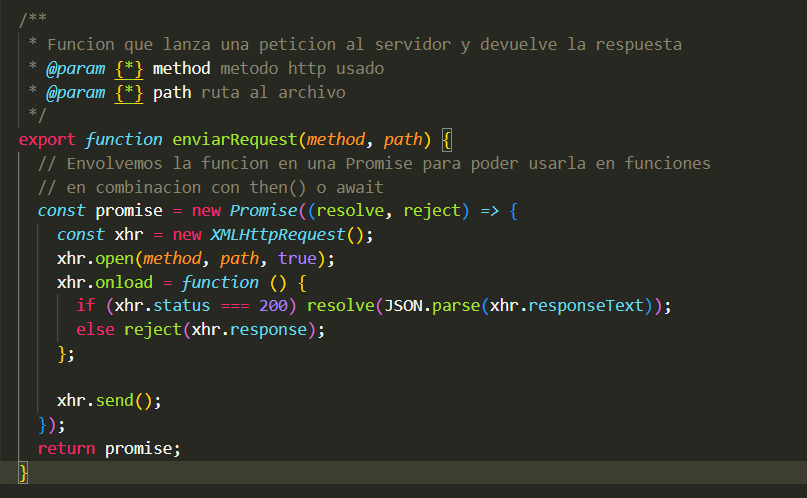 /**
 * Funcion que lanza una peticion al servidor y devuelve la respuesta
 * @param {*} method metodo http usado
 * @param {*} path ruta al archivo
 */
export function enviarRequest(method, path) {
  // Envolvemos la funcion en una Promise para poder usarla en funciones
  // en combinacion con then() o await
  const promise = new Promise((resolve, reject) => {
    const xhr = new XMLHttpRequest();
    xhr.open(method, path, true);
    xhr.onload = function () {
      if (xhr.status === 200) resolve(JSON.parse(xhr.responseText));
      else reject(xhr.response);
    };

    xhr.send();
  });
  return promise;
}